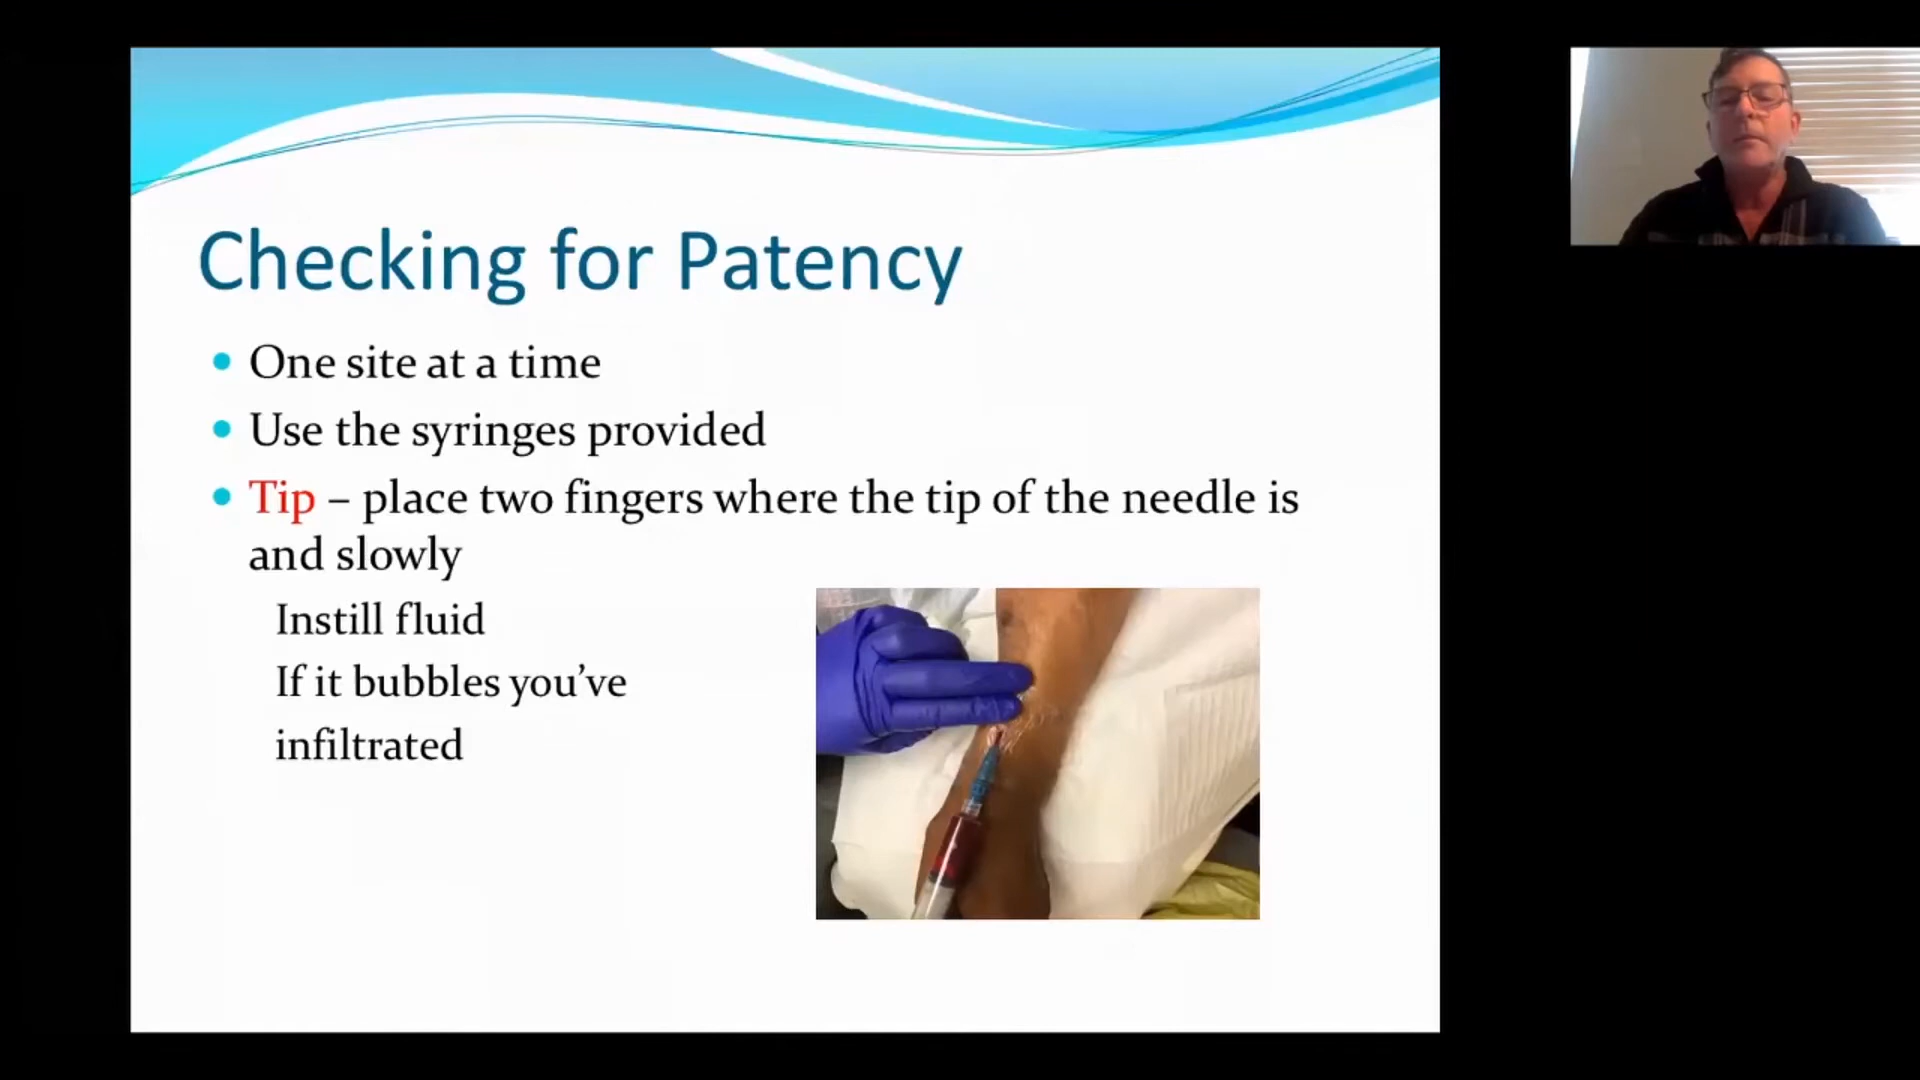 Checking for Patency
• One site at a time
• Use the syringes provided
• Tip – place two fingers where the tip of the needle is
and slowly
Instill fluid
If it bubbles you’ve
infiltrated